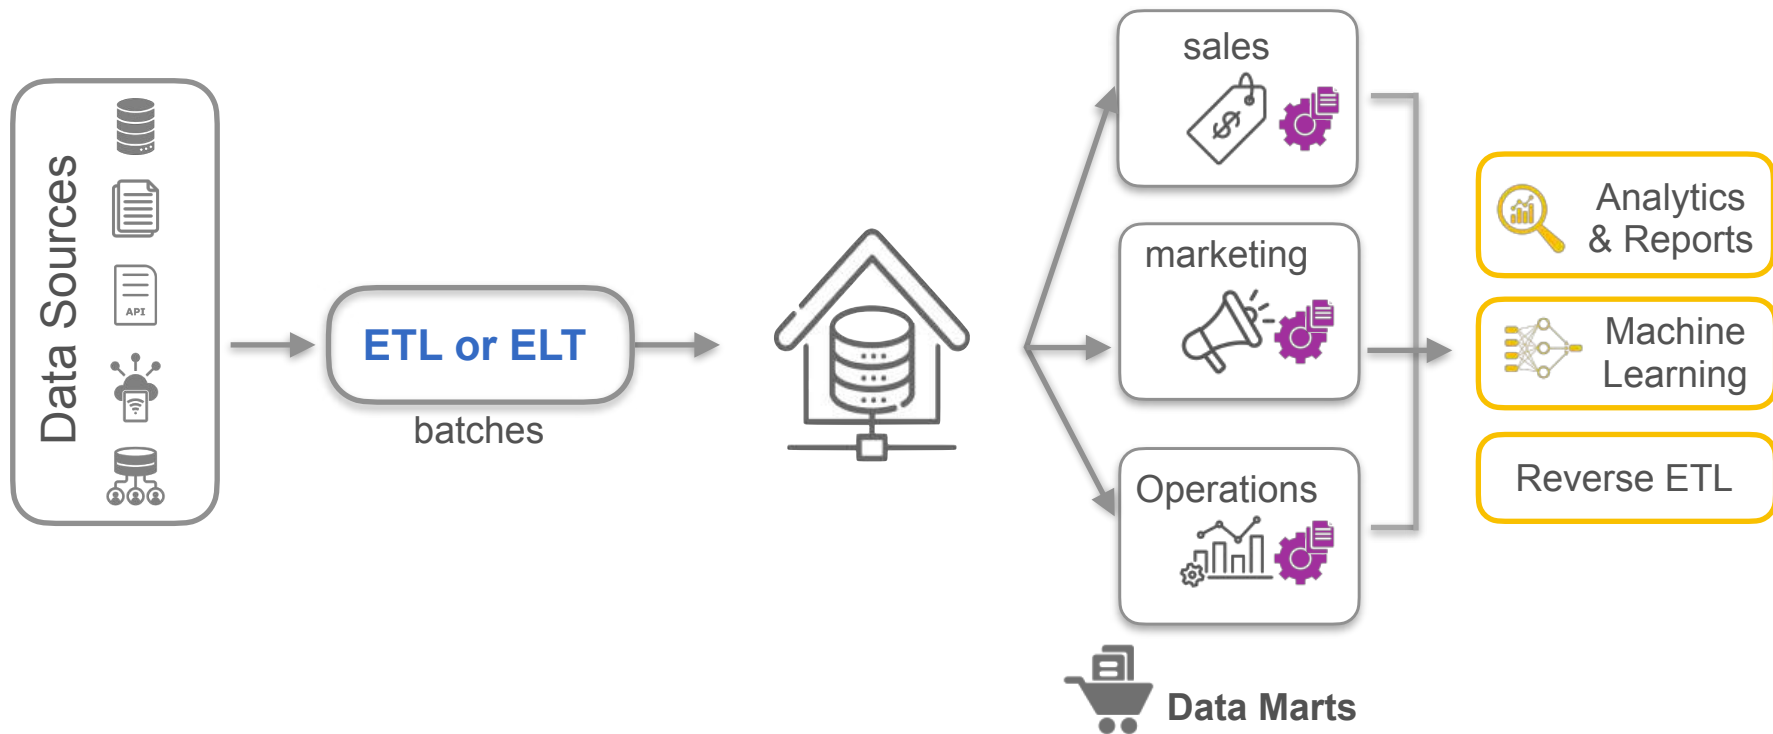 Data Sources
API
ETL or ELT
batches
sales
marketing
Operations
Data Marts
Analytics
& Reports
Machine
Learning
Reverse ETL